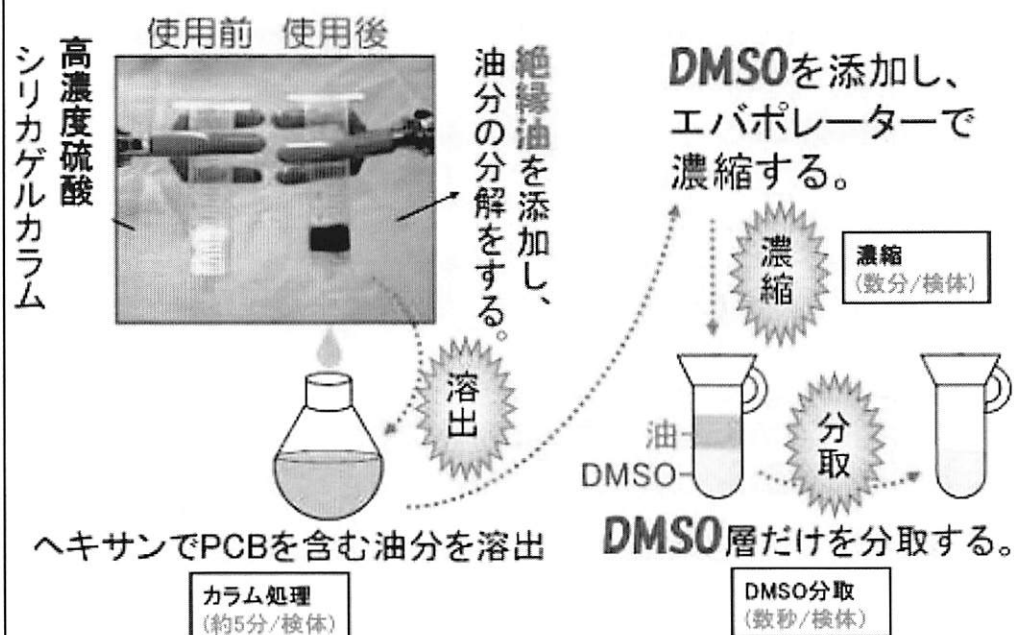 使用前 使用後
高濃度硫酸
シリカゲルカラム
絶縁油を添加し、
油分の分解をする。
溶出
ヘキサンでPCBを含む油分を溶出
カラム処理
(約5分/検体)
DMSOを添加し、
エバポレーターで
濃縮する。
濃縮
濃縮
(数分/検体)
油
DMSO
分取
DMSO層だけを分取する。
DMSO分取
(数秒/検体)